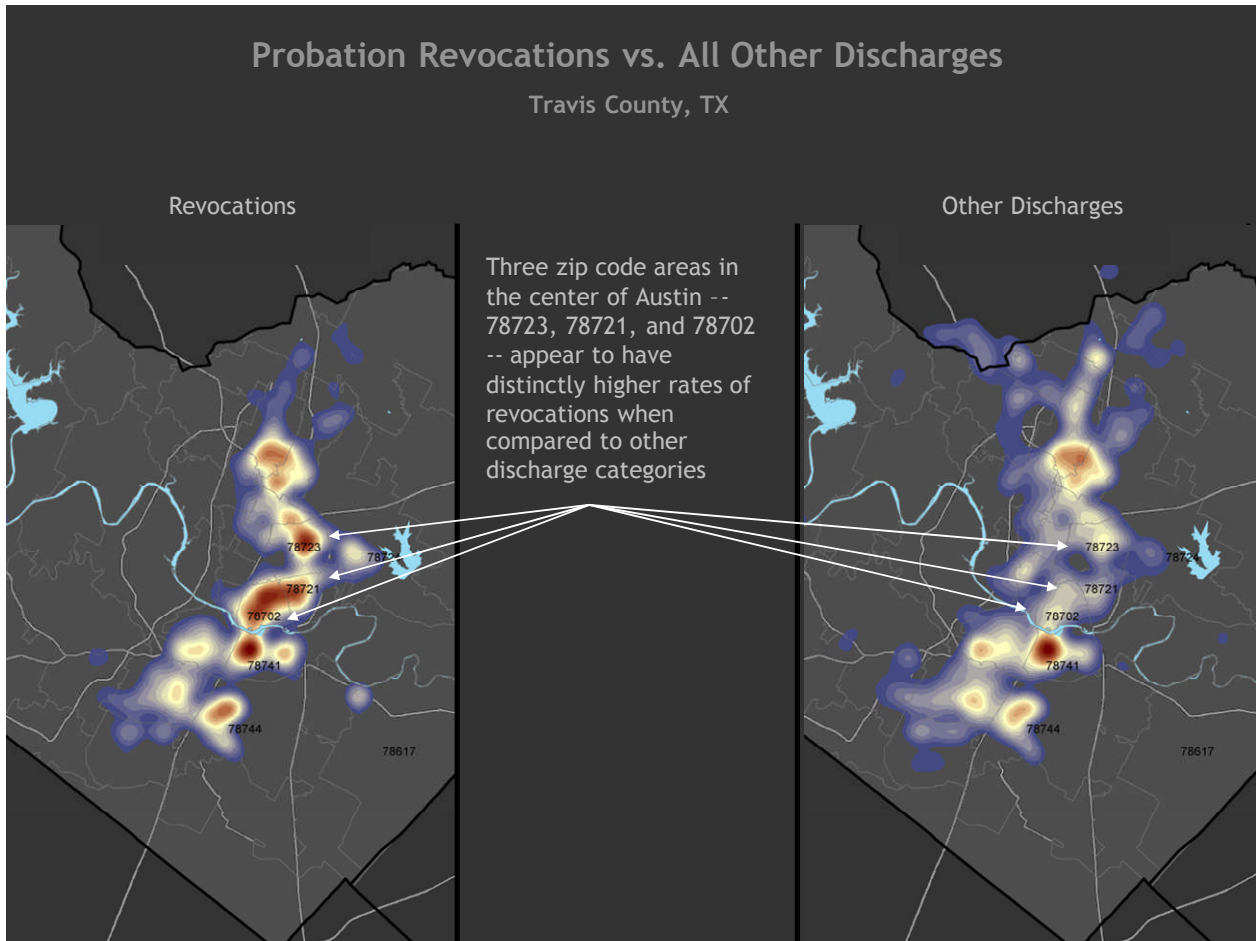 Probation Revocations vs. All Other Discharges
Travis County, TX
Revocations
Other Discharges
Three zip code areas in
the center of Austin --
78723, 78721, and 78702
-- appear to have
distinctly higher rates of
revocations when
compared to other
discharge categories
78723
78724
78721
78702
78741
78744
78617
78723
78724
78721
78702
78741
78744
78617